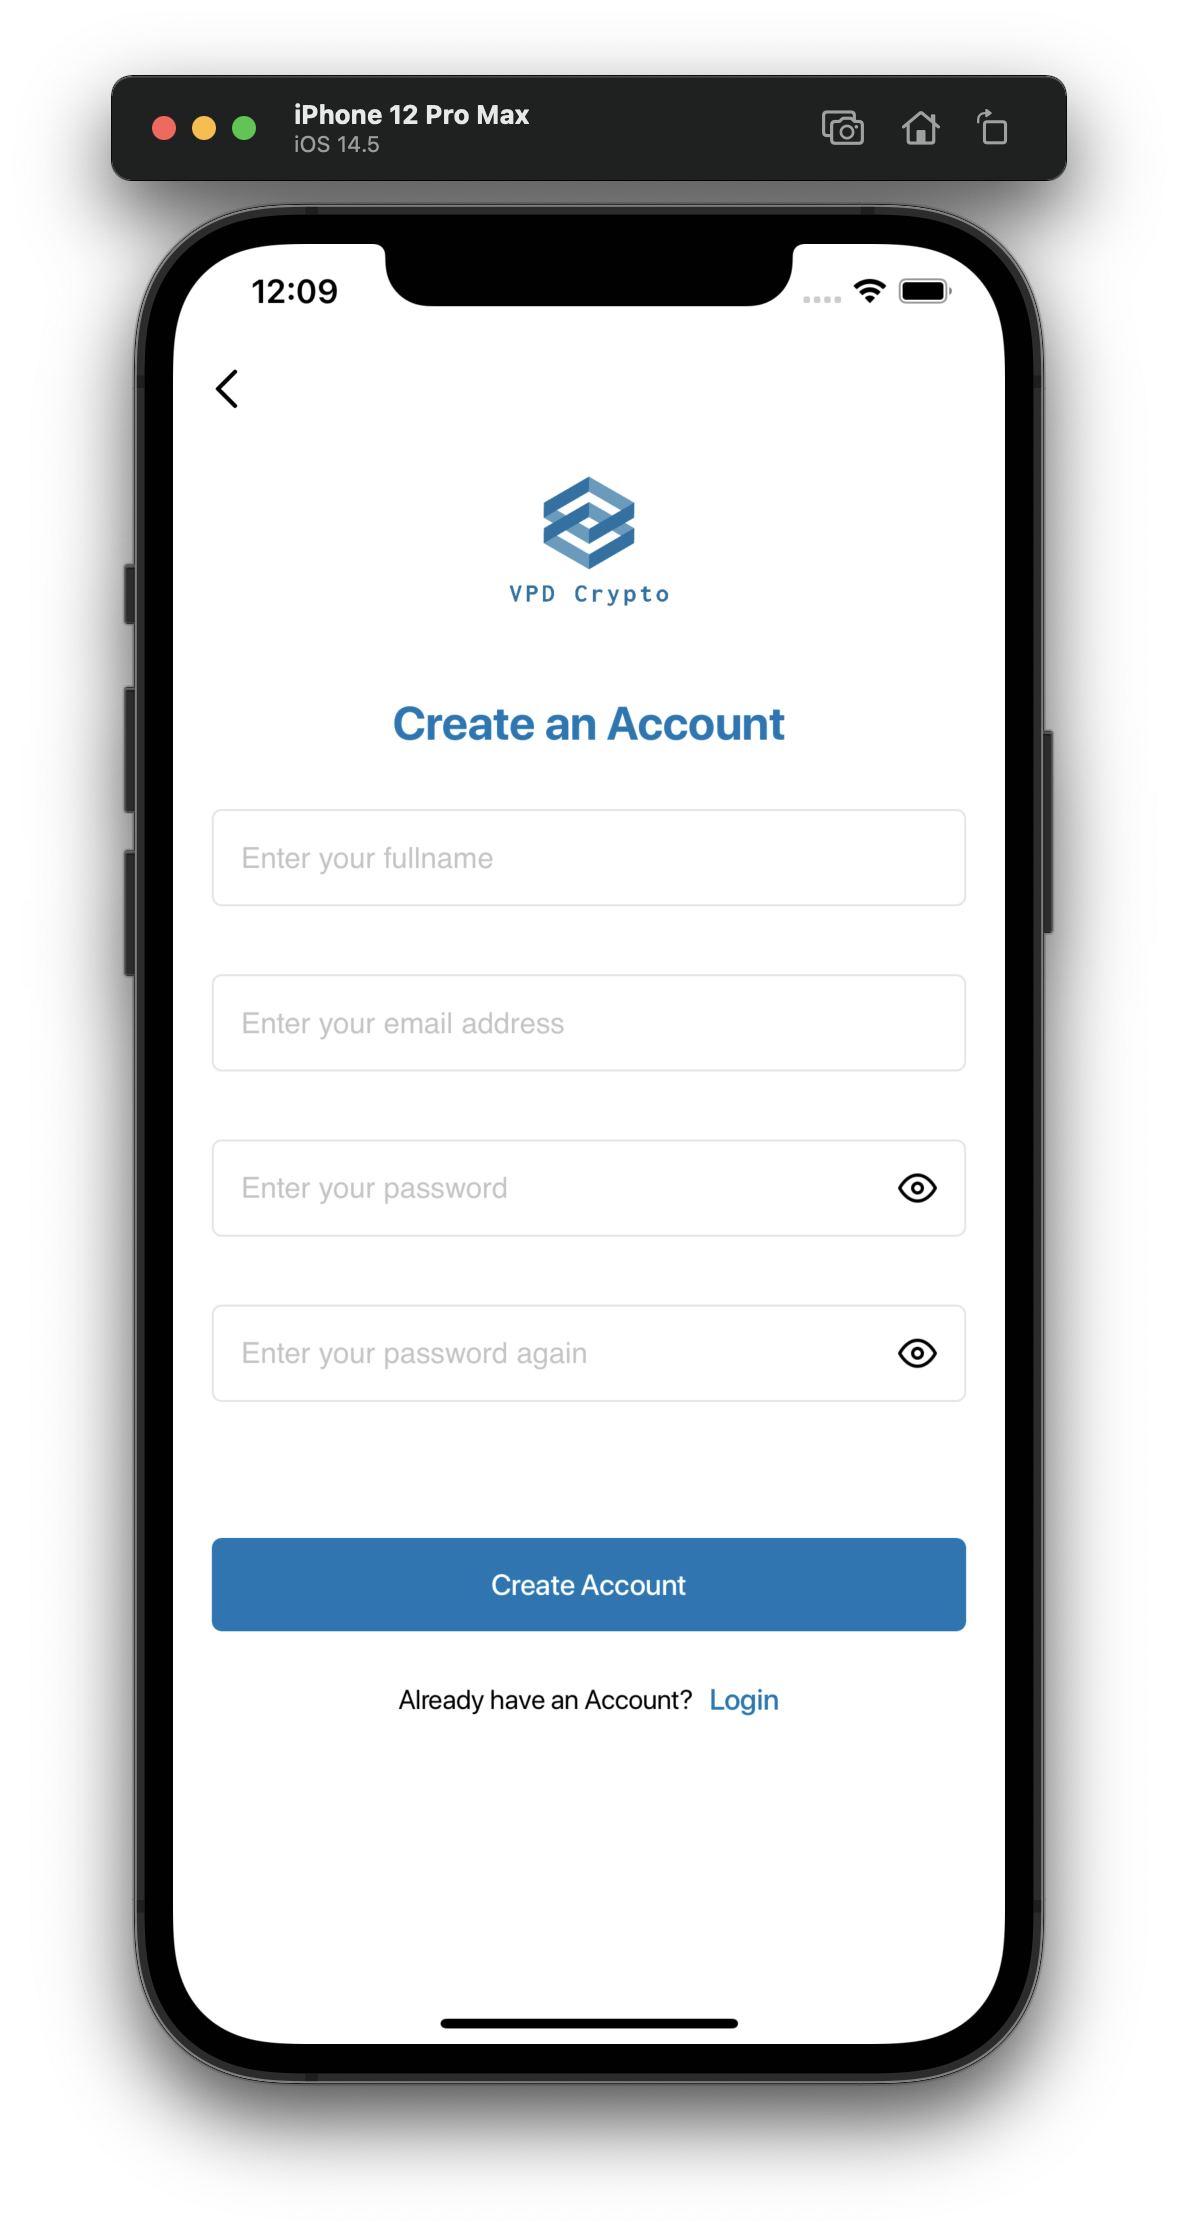 iPhone 12 Pro Max
iOS 14.5
12:09
VPD Crypto
Create an Account
Enter your fullname
Enter your email address
Enter your password
Enter your password again
Create Account
Already have an Account? Login